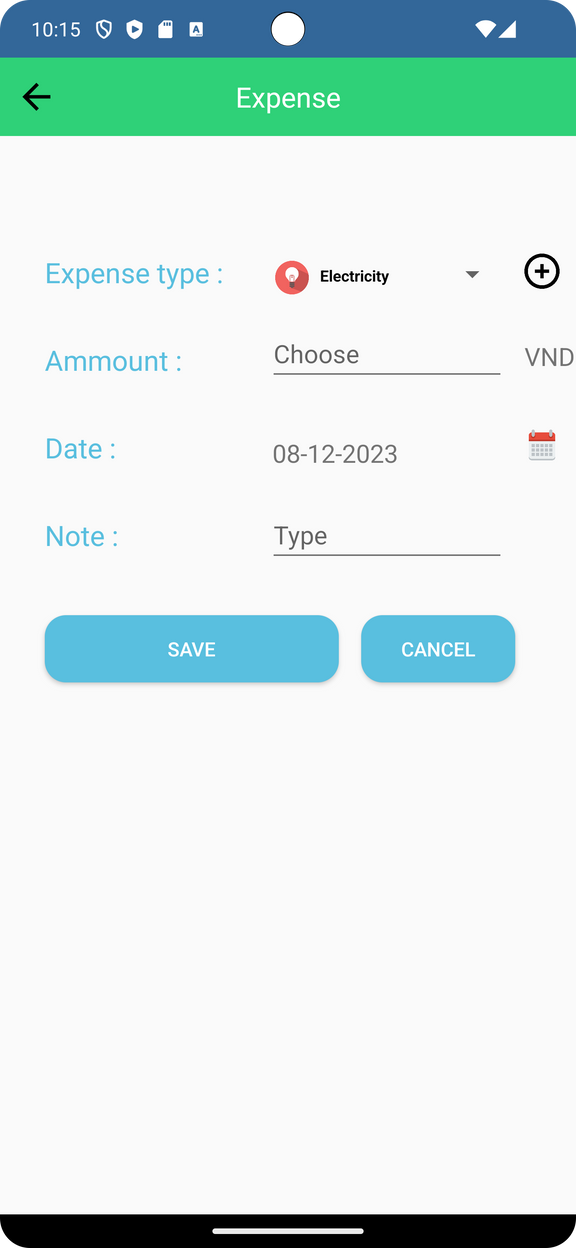 10:15
Expense
Expense type : Electricity
Ammount : Choose VND
Date : 08-12-2023
Note : Type
SAVE CANCEL